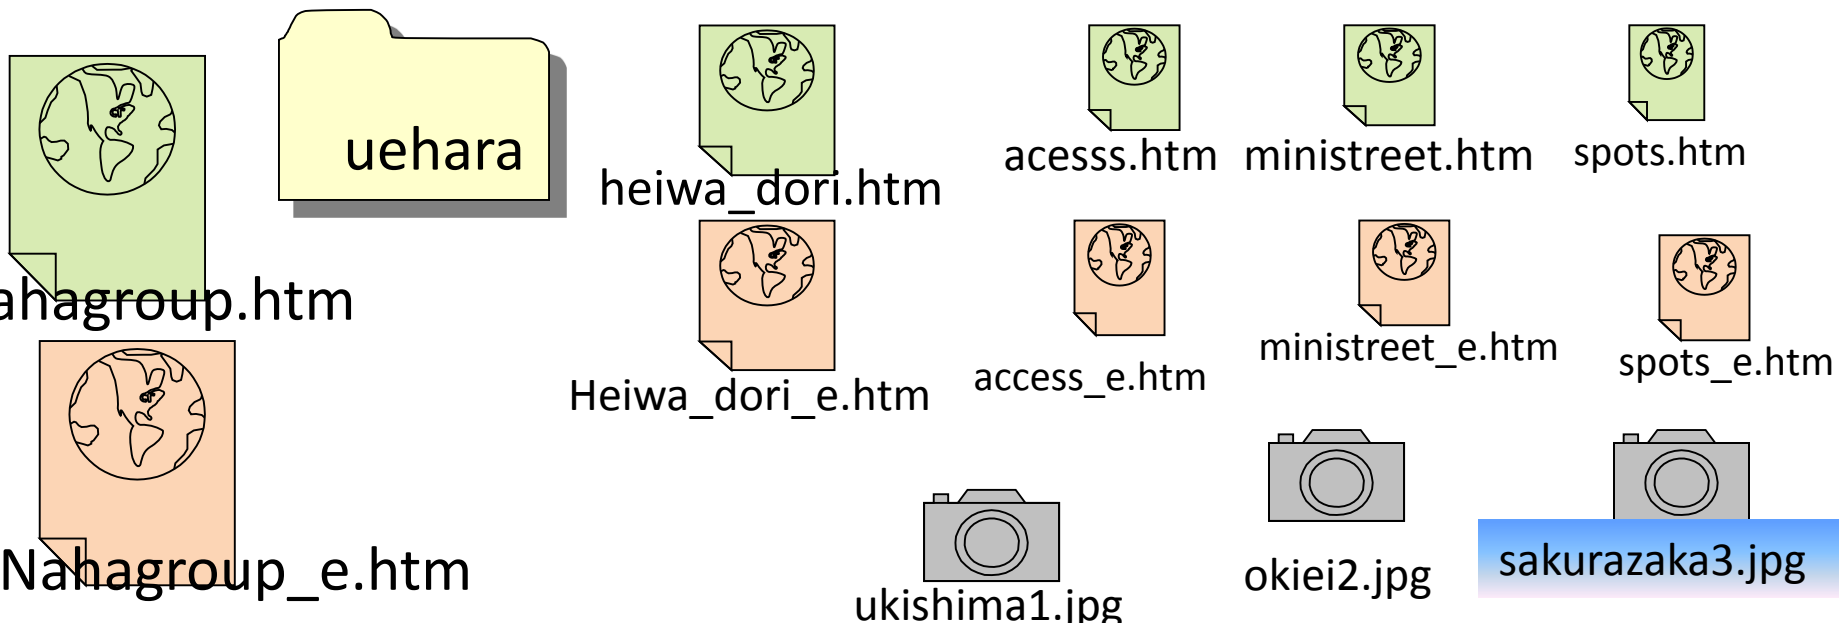 uehara
heiwa_dori.htm
acesss.htm
ministreet.htm
spots.htm
ahagroup.htm
Heiwa_dori_e.htm
access_e.htm
ministreet_e.htm
spots_e.htm
Nahagroup_e.htm
ukishima1.jpg
okiei2.jpg
sakurazaka3.jpg